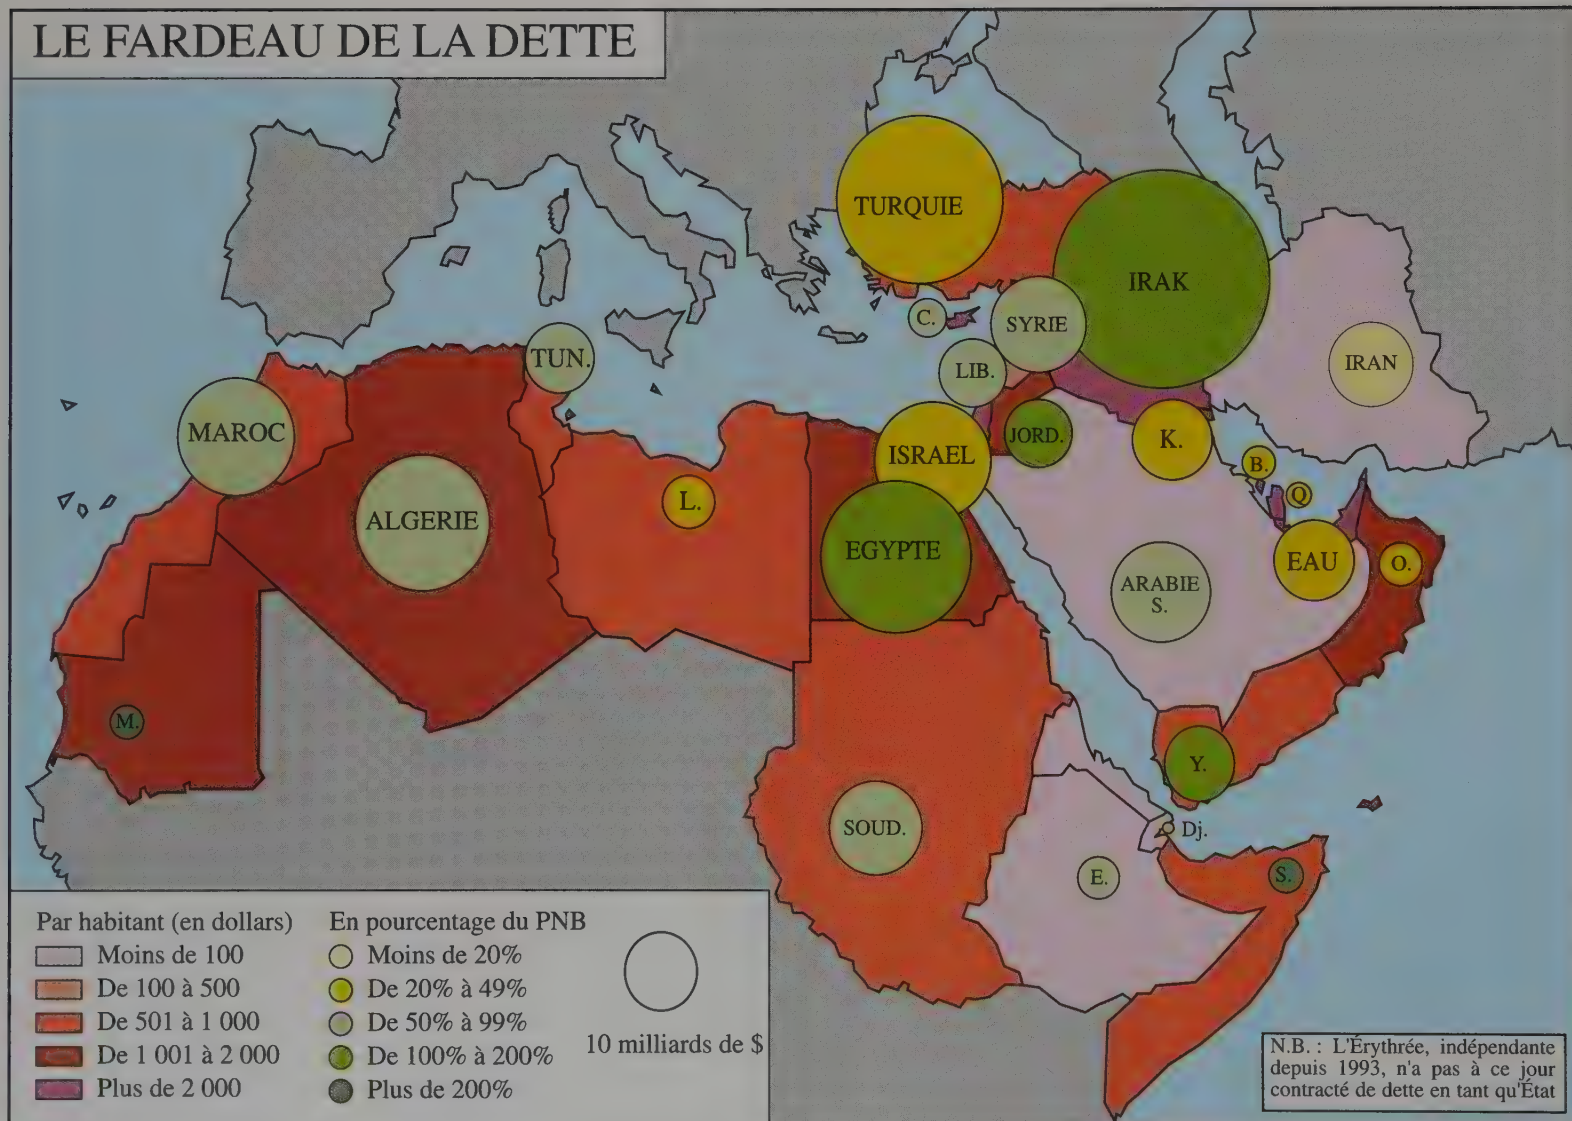 LE FARDEAU DE LA DETTE
TURQUIE
IRAK
C.
SYRIE
TUN.
LIB.
IRAN
MAROC
JORD.
K.
ISRAEL
B.
Q
L.
ALGERIE
EGYPTE
EAU
O.
ARABIE
S.
M.
Y.
SOUD.
Dj.
E.
S.
Par habitant (en dollars)
Moins de 100
De 100 à 500
De 501 à 1 000
De 1 001 à 2 000
Plus de 2 000
En pourcentage du PNB
Moins de 20%
De 20% à 49%
De 50% à 99%
De 100% à 200%
Plus de 200%
10 milliards de $
N.B. : L'Érythrée, indépendante
depuis 1993, n'a pas à ce jour
contracté de dette en tant qu'État